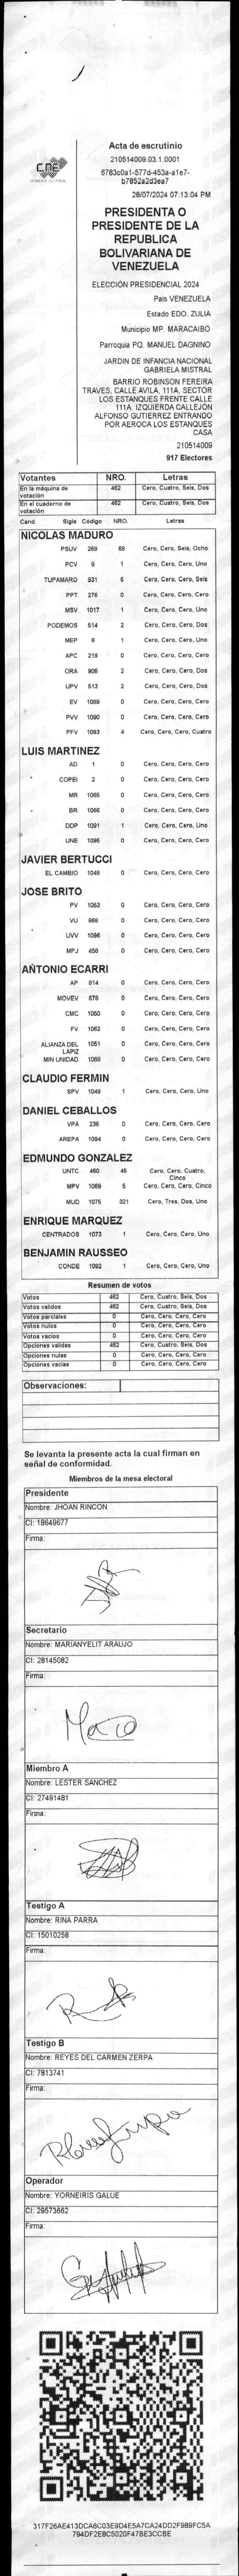 CNE
Acta de escrutinio
210514009.03.1.0001
6783c0a1-577d-453a-a1e7-
b7852a2d3ea7
28/07/2024 07:13:04 PM
PRESIDENTA O
PRESIDENTE DE LA
REPUBLICA
BOLIVARIANA DE
VENEZUELA
ELECCIÓN PRESIDENCIAL 2024
Pais VENEZUELA
Estado EDO. ZULIA
Municipio MP. MARACAIBO
Parroquia PQ. MANUEL DAGNINO
JARDIN DE INFANCIA NACIONAL
GABRIELA MISTRAL
BARRIO ROBINSON FEREIRA
TRAVES, CALLE AVILA, 111A, SECTOR
LOS ESTANQUES FRENTE CALLE
111A. IZQUIERDA CALLEJÓN
ALFONSO GUTIERREZ ENTRANDO
POR AEROCA LOS ESTANQUES
CASA
210514009
917 Electores
Votantes NRO. Letras
En la máquina de votación 462 Cero, Cuatro, Seis, Dos
En el cuaderno de votación 462 Cero, Cuatro, Seis, Dos
Cand. Sigla Código NRO. Letras
NICOLAS MADURO
PSUV 269 68 Cero, Cero, Seis, Ocho
PCV 9 1 Cero, Cero, Cero, Uno
TUPAMARO 931 6 Cero, Cero, Cero, Seis
PPT 276 0 Cero, Cero, Cero, Cero
MSV 1017 1 Cero, Cero, Cero, Uno
PODEMOS 514 2 Cero, Cero, Cero, Dos
MEP 6 1 Cero, Cero, Cero, Uno
APC 219 0 Cero, Cero, Cero, Cero
ORA 906 2 Cero, Cero, Cero, Dos
UPV 613 2 Cero, Cero, Cero, Dos
EV 1089 0 Cero, Cero, Cero, Cero
PVV 1090 0 Cero, Cero, Cero, Cero
PFV 1093 4 Cero, Cero, Cero, Cuatro
LUIS MARTINEZ
AD 1 0 Cero, Cero, Cero, Cero
COPEI 2 0 Cero, Cero, Cero, Cero
MR 1065 0 Cero, Cero, Cero, Cero
BR 1066 0 Cero, Cero, Cero, Cero
DDP 1091 1 Cero, Cero, Cero, Uno
UNE 1095 0 Cero, Cero, Cero, Cero
JAVIER BERTUCCI
EL CAMBIO 1048 0 Cero, Cero, Cero, Cero
JOSE BRITO
PV 1053 0 Cero, Cero, Cero, Cero
VU 868 0 Cero, Cero, Cero, Cero
UVV 1096 0 Cero, Cero, Cero, Cero
MPJ 458 0 Cero, Cero, Cero, Cero
ANTONIO ECARRI
AP 814 0 Cero, Cero, Cero, Cero
MOVEV 878 0 Cero, Cero, Cero, Cero
CMC 1050 0 Cero, Cero, Cero, Cero
FV 1062 0 Cero, Cero, Cero, Cero
ALIANZA DEL LAPIZ 1051 0 Cero, Cero, Cero, Cero
MIN UNIDAD 1068 0 Cero, Cero, Cero, Cero
CLAUDIO FERMIN
SPV 1049 1 Cero, Cero, Cero, Uno
DANIEL CEBALLOS
VPA 236 0 Cero, Cero, Cero, Cero
AREPA 1094 0 Cero, Cero, Cero, Cero
EDMUNDO GONZALEZ
UNTC 460 45 Cero, Cero, Cuatro,
Cinco
MPV 1069 5 Cero, Cero, Cero, Cinco
MUD 1075 321 Cero, Tres, Dos, Uno
ENRIQUE MARQUEZ
CENTRADOS 1073 1 Cero, Cero, Cero, Uno
BENJAMIN RAUSSEO
CONDE 1092 1 Cero, Cero, Cero, Uno
Resumen de votos
Votos 462 Cero, Cuatro, Seis, Dos
Votos validos 462 Cero, Cuatro, Seis, Dos
Votos parciales 0 Cero, Cero, Cero, Cero
Votos nulos 0 Cero, Cero, Cero, Cero
Votos vacios 0 Cero, Cero, Cero, Cero
Opciones validas 462 Cero, Cuatro, Seis, Dos
Opciones nulas 0 Cero, Cero, Cero, Cero
Opciones vacias 0 Cero, Cero, Cero, Cero
Observaciones:
Se levanta la presente acta la cual firman en
señal de conformidad.
Miembros de la mesa electoral
Presidente
Nombre: JHOAN RINCON
CI: 18649677
Firma:
Secretario
Nombre: MARIANYELIT ARAUJO
CI: 28145082
Firma:
Miembro A
Nombre: LESTER SANCHEZ
CI: 27491481
Firma:
Testigo A
Nombre: RINA PARRA
CI: 15010258
Firma:
Testigo B
Nombre: REYES DEL CARMEN ZERPA
CI: 7813741
Firma:
Operador
Nombre: YORNEIRIS GALUE
CI: 29573662
Firma:
317F26AE413DCA6C03E9D4E5A7CA24DD2F989FC5A
794DF2E8C5020F47BE3CCBE